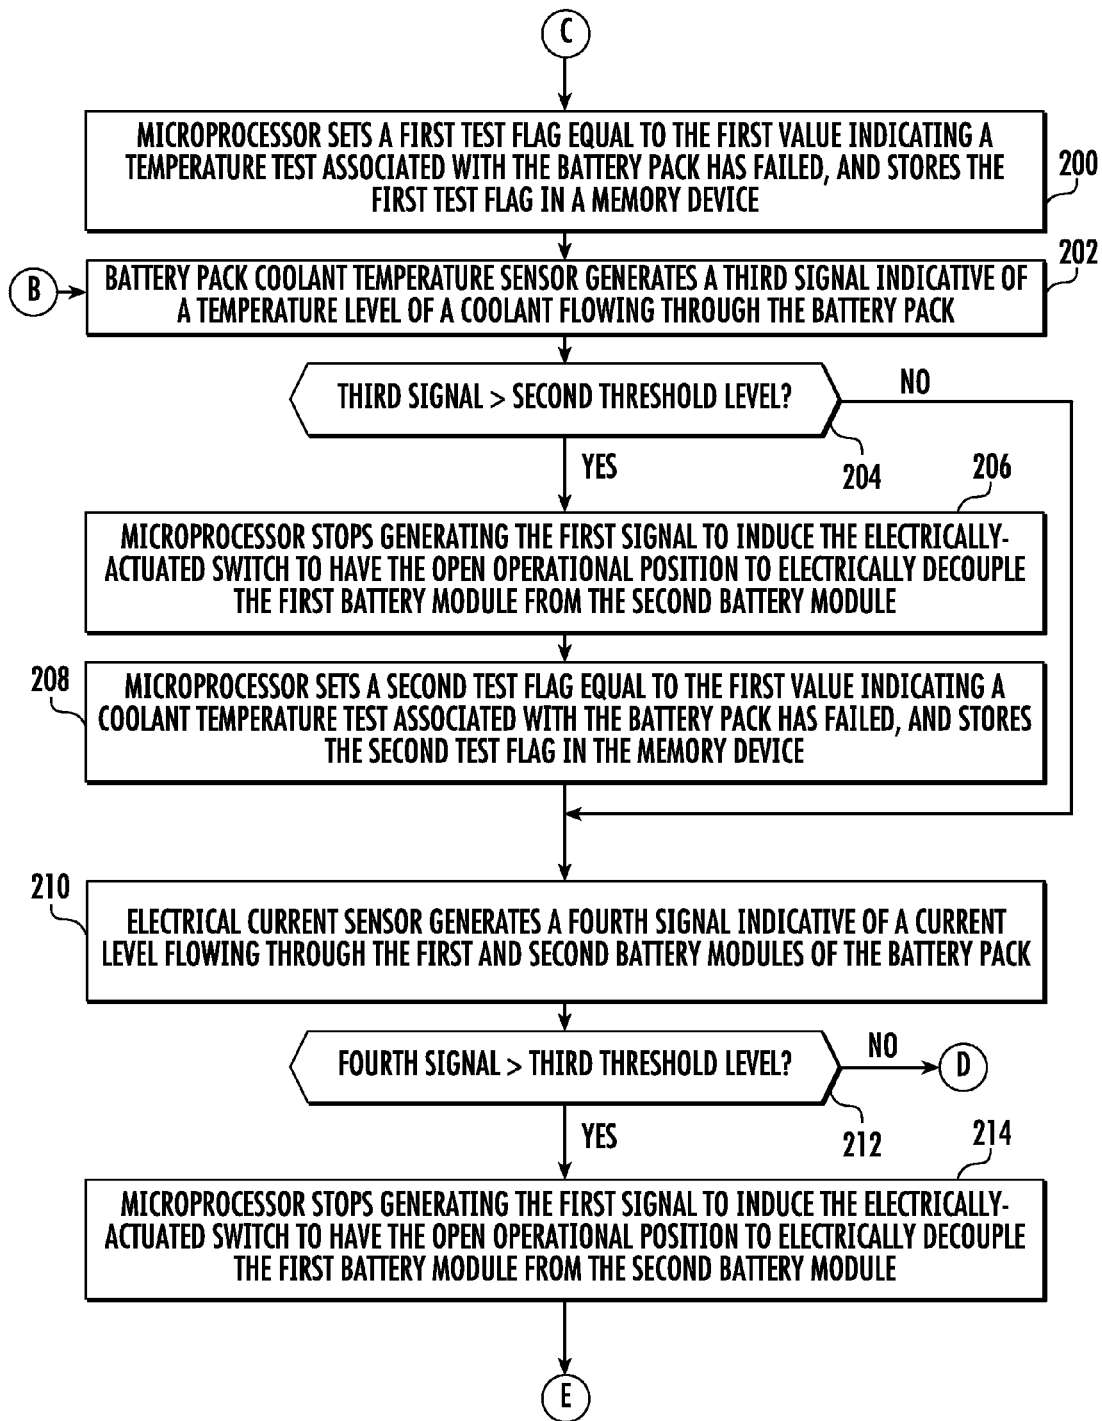 C
MICROPROCESSOR SETS A FIRST TEST FLAG EQUAL TO THE FIRST VALUE INDICATING A
TEMPERATURE TEST ASSOCIATED WITH THE BATTERY PACK HAS FAILED, AND STORES THE
FIRST TEST FLAG IN A MEMORY DEVICE
200
B
BATTERY PACK COOLANT TEMPERATURE SENSOR GENERATES A THIRD SIGNAL INDICATIVE OF
A TEMPERATURE LEVEL OF A COOLANT FLOWING THROUGH THE BATTERY PACK
202
THIRD SIGNAL > SECOND THRESHOLD LEVEL?
NO
204
YES
206
MICROPROCESSOR STOPS GENERATING THE FIRST SIGNAL TO INDUCE THE ELECTRICALLY-
ACTUATED SWITCH TO HAVE THE OPEN OPERATIONAL POSITION TO ELECTRICALLY DECOUPLE
THE FIRST BATTERY MODULE FROM THE SECOND BATTERY MODULE
208
MICROPROCESSOR SETS A SECOND TEST FLAG EQUAL TO THE FIRST VALUE INDICATING A
COOLANT TEMPERATURE TEST ASSOCIATED WITH THE BATTERY PACK HAS FAILED, AND STORES
THE SECOND TEST FLAG IN THE MEMORY DEVICE
210
ELECTRICAL CURRENT SENSOR GENERATES A FOURTH SIGNAL INDICATIVE OF A CURRENT
LEVEL FLOWING THROUGH THE FIRST AND SECOND BATTERY MODULES OF THE BATTERY PACK
FOURTH SIGNAL > THIRD THRESHOLD LEVEL?
NO
D
212
YES
214
MICROPROCESSOR STOPS GENERATING THE FIRST SIGNAL TO INDUCE THE ELECTRICALLY-
ACTUATED SWITCH TO HAVE THE OPEN OPERATIONAL POSITION TO ELECTRICALLY DECOUPLE
THE FIRST BATTERY MODULE FROM THE SECOND BATTERY MODULE
E